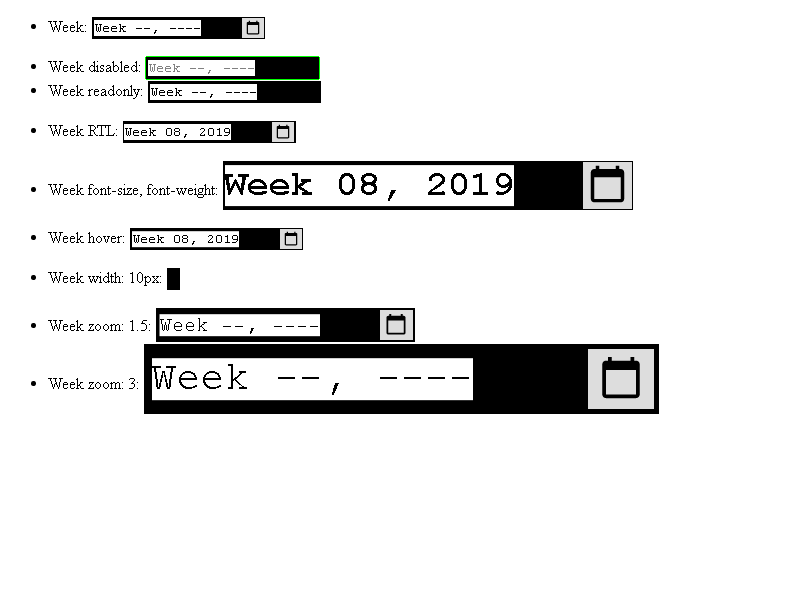 Week: Week --, ----
Week disabled: Week --, ----
Week readonly: Week --, ----
Week RTL: Week 08, 2019
Week font-size, font-weight: Week 08, 2019
Week hover: Week 08, 2019
Week width: 10px:
Week zoom: 1.5: Week --, ----
Week zoom: 3: Week --, ----